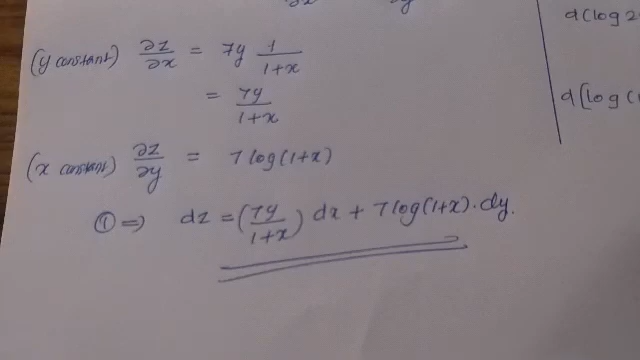 (y constant) ∂z/∂x = 7y 1/1+x
= 7y/1+x
(x constant) ∂z/∂y = 7 log(1+x)
① ⇒ dz = (7y/1+x) dx + 7 log(1+x) · dy.
d(log
d(log(